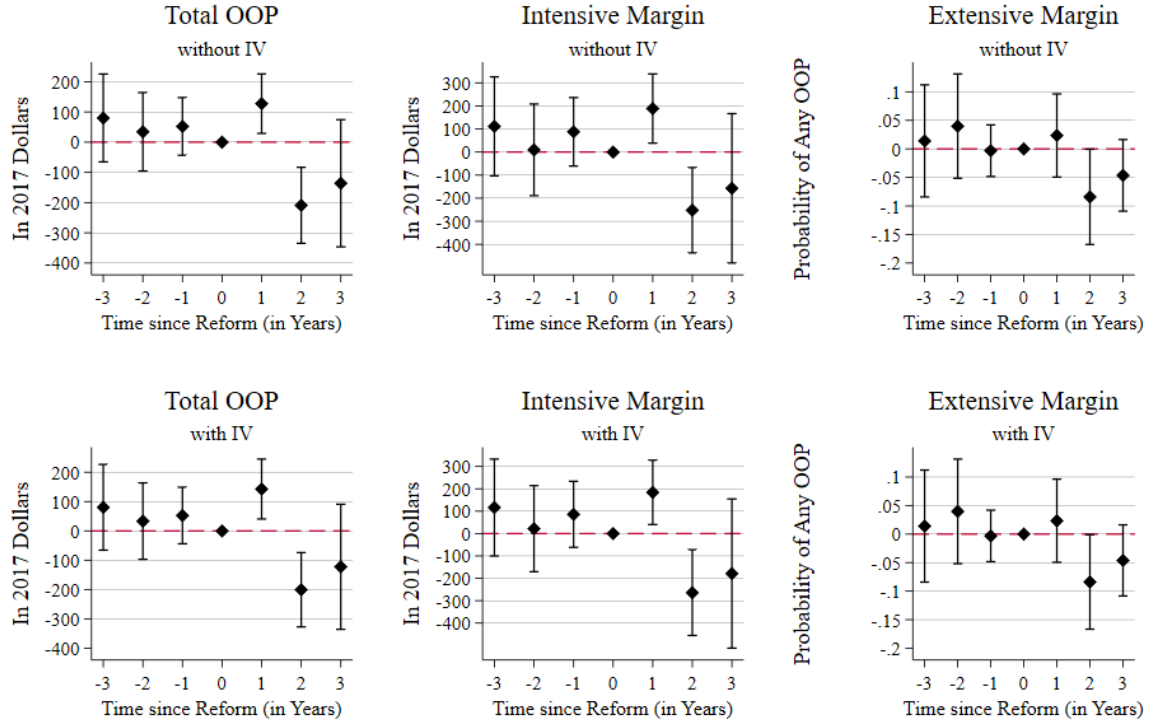 Total OOP
without IV
In 2017 Dollars
200
100
0
-100
-200
-300
-400
-3 -2 -1 0 1 2 3
Time since Reform (in Years)
Intensive Margin
without IV
In 2017 Dollars
300
200
100
0
-100
-200
-300
-400
-3 -2 -1 0 1 2 3
Time since Reform (in Years)
Extensive Margin
without IV
Probability of Any OOP
.1
.05
0
-.05
-.1
-.15
-.2
-3 -2 -1 0 1 2 3
Time since Reform (in Years)
Total OOP
with IV
In 2017 Dollars
200
100
0
-100
-200
-300
-400
-3 -2 -1 0 1 2 3
Time since Reform (in Years)
Intensive Margin
with IV
In 2017 Dollars
300
200
100
0
-100
-200
-300
-400
-3 -2 -1 0 1 2 3
Time since Reform (in Years)
Extensive Margin
with IV
Probability of Any OOP
.1
.05
0
-.05
-.1
-.15
-.2
-3 -2 -1 0 1 2 3
Time since Reform (in Years)